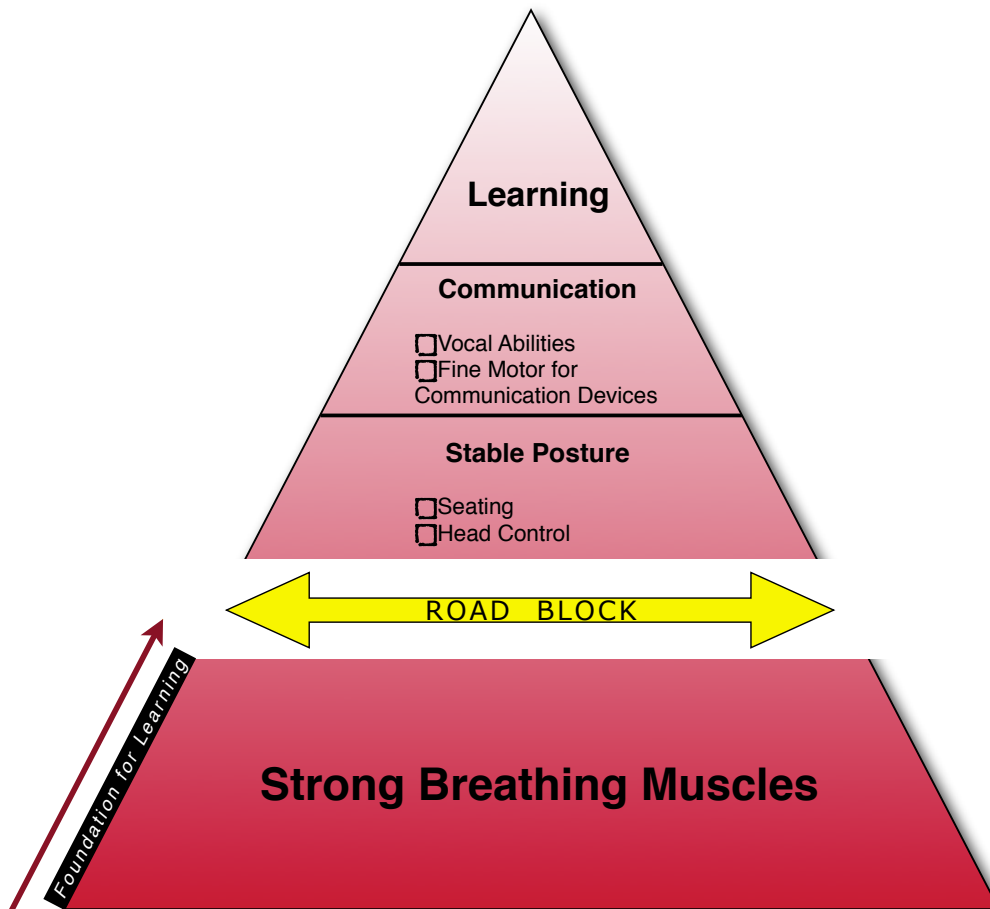 Learning
Communication
Vocal Abilities
Fine Motor for
Communication Devices
Stable Posture
Seating
Head Control
ROAD BLOCK
Foundation for Learning
Strong Breathing Muscles